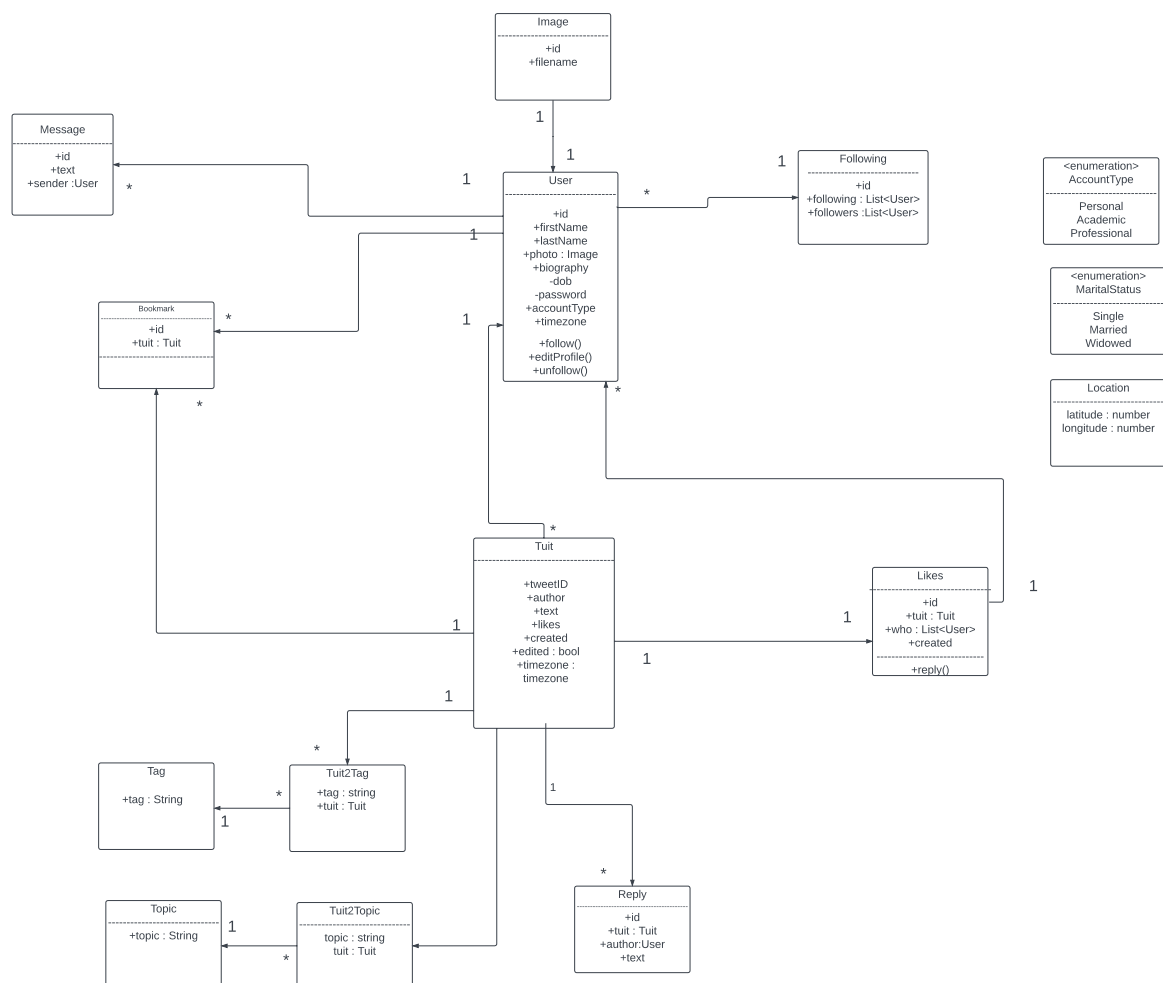 Image
+id
+filename
1
1
Message
+id
+text
+sender :User
*
1
User
+id
+firstName
+lastName
+photo : Image
+biography
-dob
-password
+accountType
+timezone
+follow()
+editProfile()
+unfollow()
*
1
Following
+id
+following : List<User>
+followers :List<User>
<enumeration>
AccountType
Personal
Academic
Professional
<enumeration>
MaritalStatus
Single
Married
Widowed
Location
latitude : number
longitude : number
1
Bookmark
+id
+tuit : Tuit
*
*
1
*
*
Tuit
+tweetID
+author
+text
+likes
+created
+edited : bool
+timezone :
timezone
1
1
1
Likes
+id
+tuit : Tuit
+who : List<User>
+created
+reply()
1
1
*
Tag
+tag : String
*
1
Tuit2Tag
+tag : string
+tuit : Tuit
1
*
Topic
+topic : String
1
*
Tuit2Topic
topic : string
tuit : Tuit
Reply
+id
+tuit : Tuit
+author:User
+text